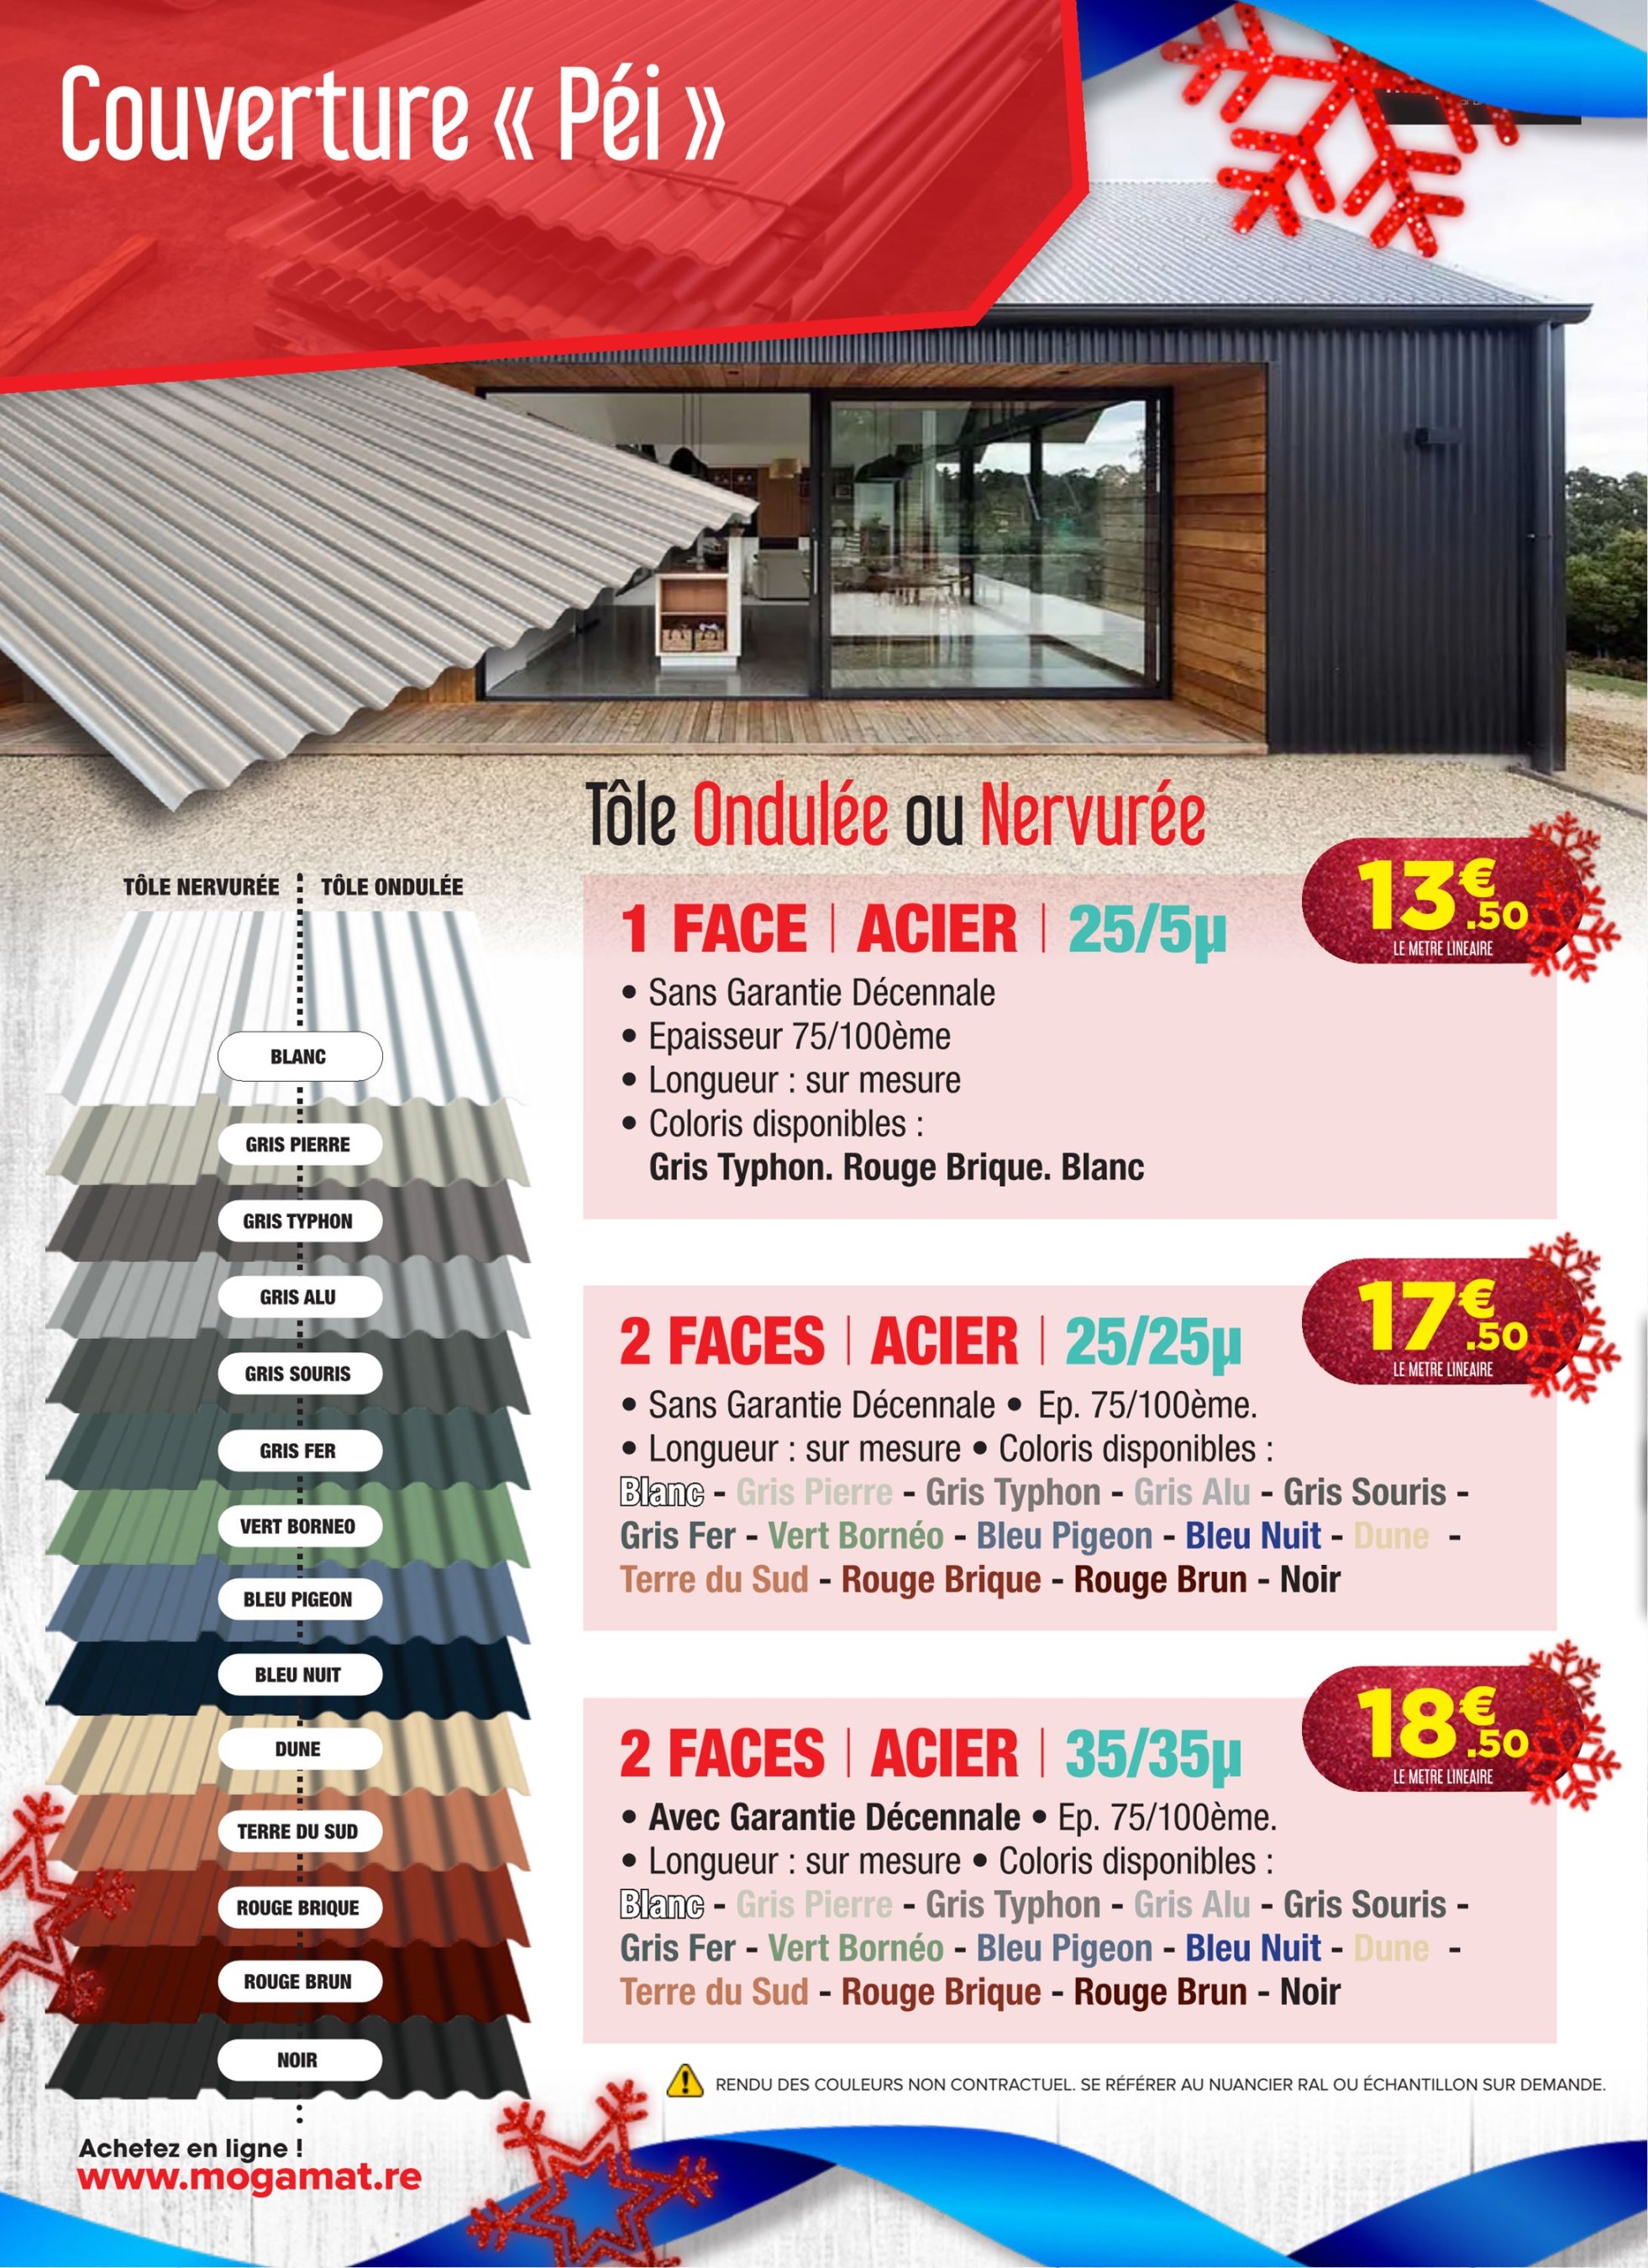 Couverture « Péi »
Tôle Ondulée ou Nervurée
TÔLE NERVURÉE
TÔLE ONDULÉE
BLANC
GRIS PIERRE
GRIS TYPHON
GRIS ALU
GRIS SOURIS
GRIS FER
VERT BORNEO
BLEU PIGEON
BLEU NUIT
DUNE
TERRE DU SUD
ROUGE BRIQUE
ROUGE BRUN
NOIR
1 FACE | ACIER | 25/5µ
13€.50
LE METRE LINEAIRE
• Sans Garantie Décennale
• Epaisseur 75/100ème
• Longueur : sur mesure
• Coloris disponibles :
Gris Typhon. Rouge Brique. Blanc
2 FACES | ACIER | 25/25µ
17€.50
LE METRE LINEAIRE
• Sans Garantie Décennale • Ep. 75/100ème.
• Longueur : sur mesure • Coloris disponibles :
Blanc - Gris Pierre - Gris Typhon - Gris Alu - Gris Souris -
Gris Fer - Vert Bornéo - Bleu Pigeon - Bleu Nuit - Dune -
Terre du Sud - Rouge Brique - Rouge Brun - Noir
2 FACES | ACIER | 35/35µ
18€.50
LE METRE LINEAIRE
• Avec Garantie Décennale • Ep. 75/100ème.
• Longueur : sur mesure • Coloris disponibles :
Blanc - Gris Pierre - Gris Typhon - Gris Alu - Gris Souris -
Gris Fer - Vert Bornéo - Bleu Pigeon - Bleu Nuit - Dune -
Terre du Sud - Rouge Brique - Rouge Brun - Noir
RENDU DES COULEURS NON CONTRACTUEL. SE RÉFÉRER AU NUANCIER RAL OU ÉCHANTILLON SUR DEMANDE.
Achetez en ligne !
www.mogamat.re